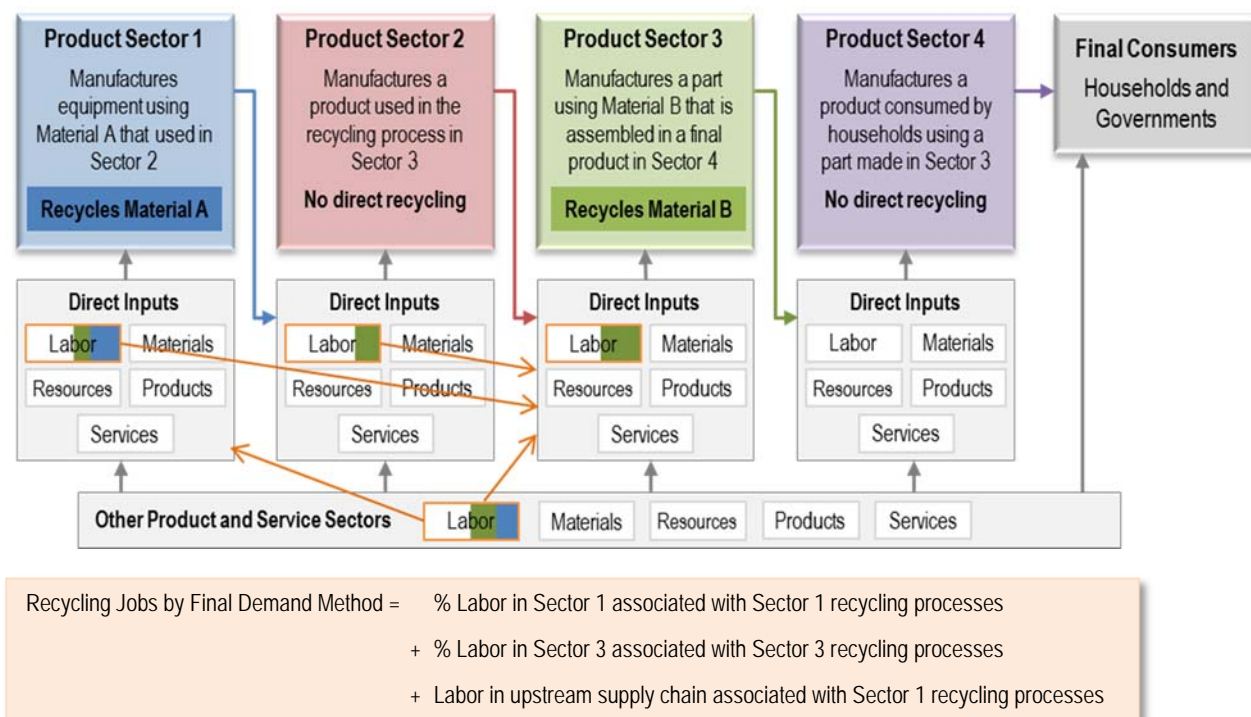 Product Sector 1
Manufactures
equipment using
Material A that used in
Sector 2
Recycles Material A
Product Sector 2
Manufactures a
product used in the
recycling process in
Sector 3
No direct recycling
Product Sector 3
Manufactures a part
using Material B that is
assembled in a final
product in Sector 4
Recycles Material B
Product Sector 4
Manufactures a
product consumed by
households using a
part made in Sector 3
No direct recycling
Final Consumers
Households and
Governments
Direct Inputs
Labor
Materials
Resources
Products
Services
Direct Inputs
Labor
Materials
Resources
Products
Services
Direct Inputs
Labor
Materials
Resources
Products
Services
Direct Inputs
Labor
Materials
Resources
Products
Services
Other Product and Service Sectors
Labor
Materials
Resources
Products
Services
Recycling Jobs by Final Demand Method = % Labor in Sector 1 associated with Sector 1 recycling processes
+ % Labor in Sector 3 associated with Sector 3 recycling processes
+ Labor in upstream supply chain associated with Sector 1 recycling processes